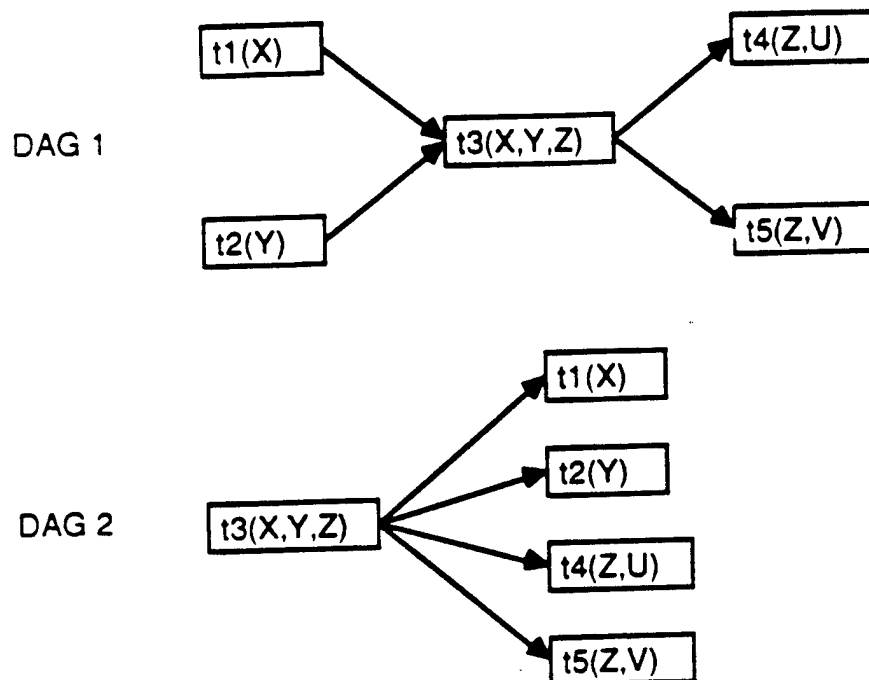 t1(X)
t4(Z,U)
DAG 1
t3(X,Y,Z)
t2(Y)
t5(Z,V)
t1(X)
t2(Y)
DAG 2
t3(X,Y,Z)
t4(Z,U)
t5(Z,V)